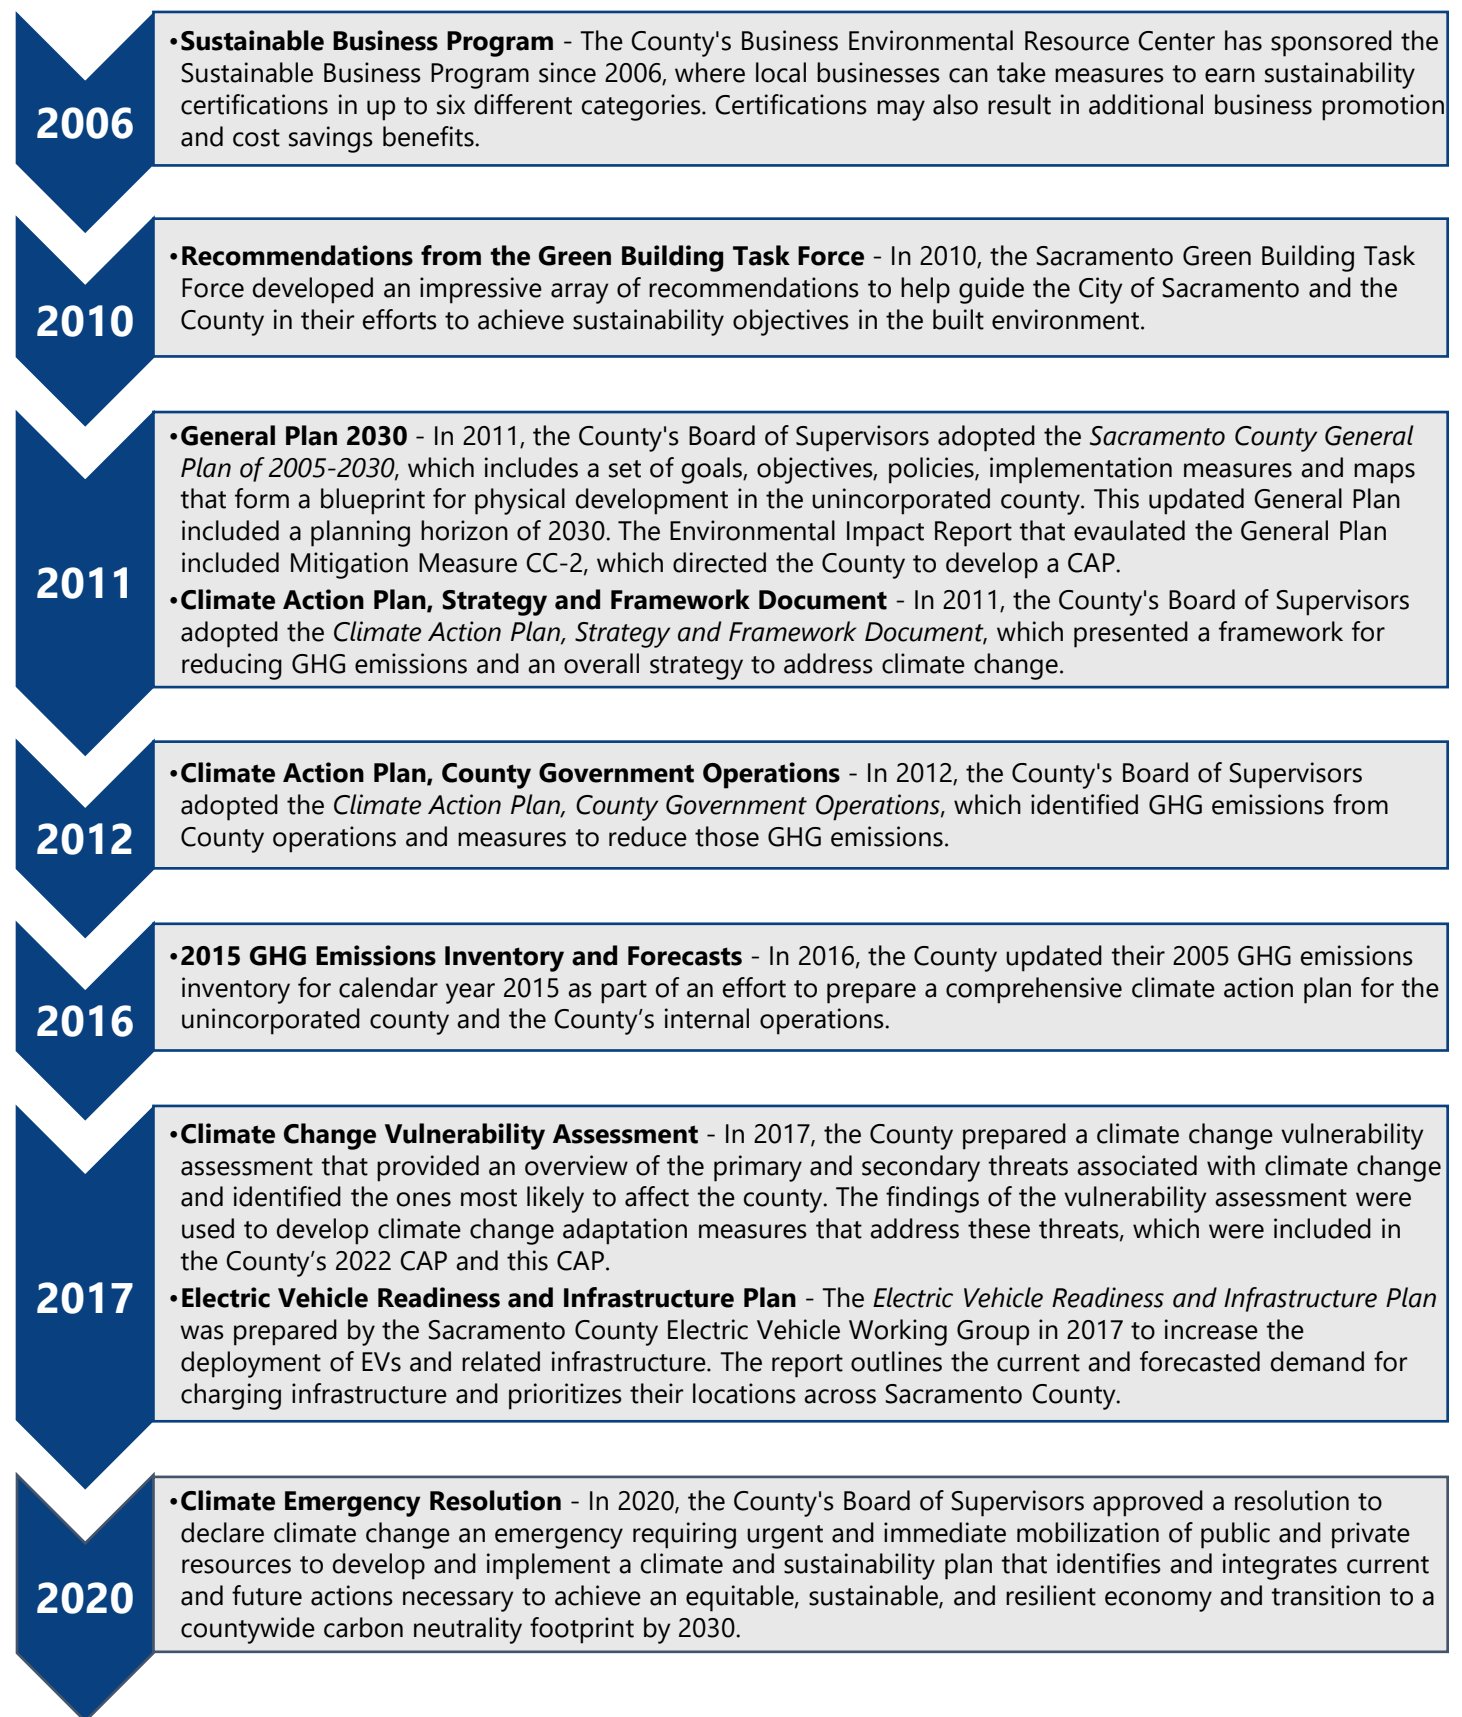 2006
•Sustainable Business Program - The County's Business Environmental Resource Center has sponsored the
Sustainable Business Program since 2006, where local businesses can take measures to earn sustainability
certifications in up to six different categories. Certifications may also result in additional business promotion
and cost savings benefits.
2010
•Recommendations from the Green Building Task Force - In 2010, the Sacramento Green Building Task
Force developed an impressive array of recommendations to help guide the City of Sacramento and the
County in their efforts to achieve sustainability objectives in the built environment.
2011
•General Plan 2030 - In 2011, the County's Board of Supervisors adopted the Sacramento County General
Plan of 2005-2030, which includes a set of goals, objectives, policies, implementation measures and maps
that form a blueprint for physical development in the unincorporated county. This updated General Plan
included a planning horizon of 2030. The Environmental Impact Report that evaulated the General Plan
included Mitigation Measure CC-2, which directed the County to develop a CAP.
•Climate Action Plan, Strategy and Framework Document - In 2011, the County's Board of Supervisors
adopted the Climate Action Plan, Strategy and Framework Document, which presented a framework for
reducing GHG emissions and an overall strategy to address climate change.
2012
•Climate Action Plan, County Government Operations - In 2012, the County's Board of Supervisors
adopted the Climate Action Plan, County Government Operations, which identified GHG emissions from
County operations and measures to reduce those GHG emissions.
2016
•2015 GHG Emissions Inventory and Forecasts - In 2016, the County updated their 2005 GHG emissions
inventory for calendar year 2015 as part of an effort to prepare a comprehensive climate action plan for the
unincorporated county and the County’s internal operations.
2017
•Climate Change Vulnerability Assessment - In 2017, the County prepared a climate change vulnerability
assessment that provided an overview of the primary and secondary threats associated with climate change
and identified the ones most likely to affect the county. The findings of the vulnerability assessment were
used to develop climate change adaptation measures that address these threats, which were included in
the County’s 2022 CAP and this CAP.
•Electric Vehicle Readiness and Infrastructure Plan - The Electric Vehicle Readiness and Infrastructure Plan
was prepared by the Sacramento County Electric Vehicle Working Group in 2017 to increase the
deployment of EVs and related infrastructure. The report outlines the current and forecasted demand for
charging infrastructure and prioritizes their locations across Sacramento County.
2020
•Climate Emergency Resolution - In 2020, the County's Board of Supervisors approved a resolution to
declare climate change an emergency requiring urgent and immediate mobilization of public and private
resources to develop and implement a climate and sustainability plan that identifies and integrates current
and future actions necessary to achieve an equitable, sustainable, and resilient economy and transition to a
countywide carbon neutrality footprint by 2030.